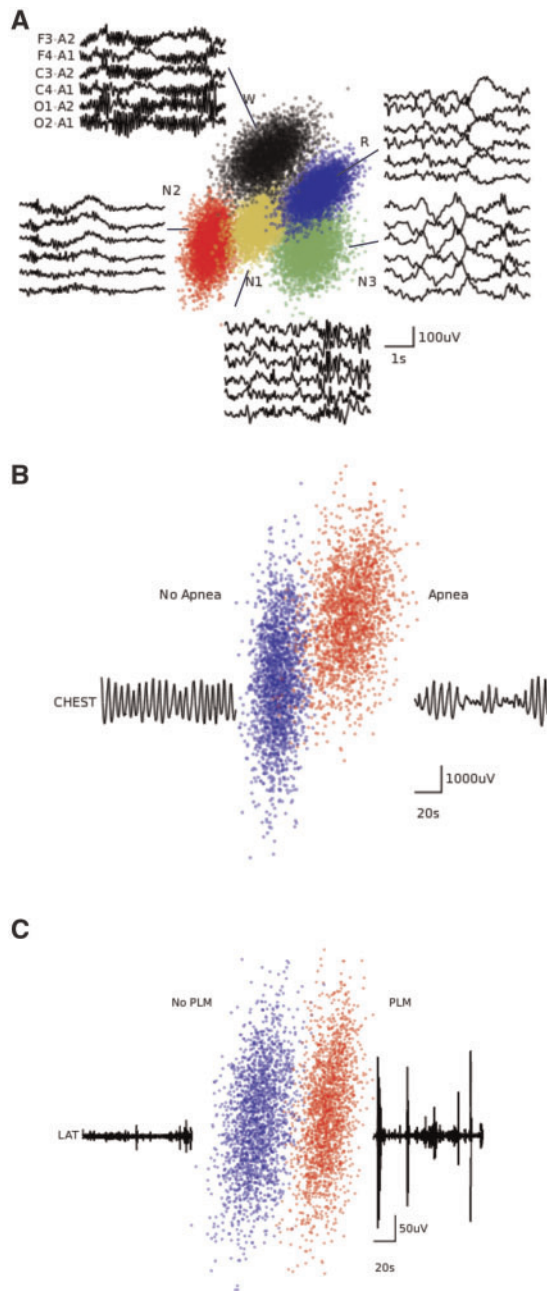 A
F3-A2
F4-A1
C3-A2
C4-A1
O1-A2
O2-A1
W
R
N2
N1
N3
100uV
1s
B
No Apnea
Apnea
CHEST
1000uV
20s
C
No PLM
PLM
LAT
50uV
20s